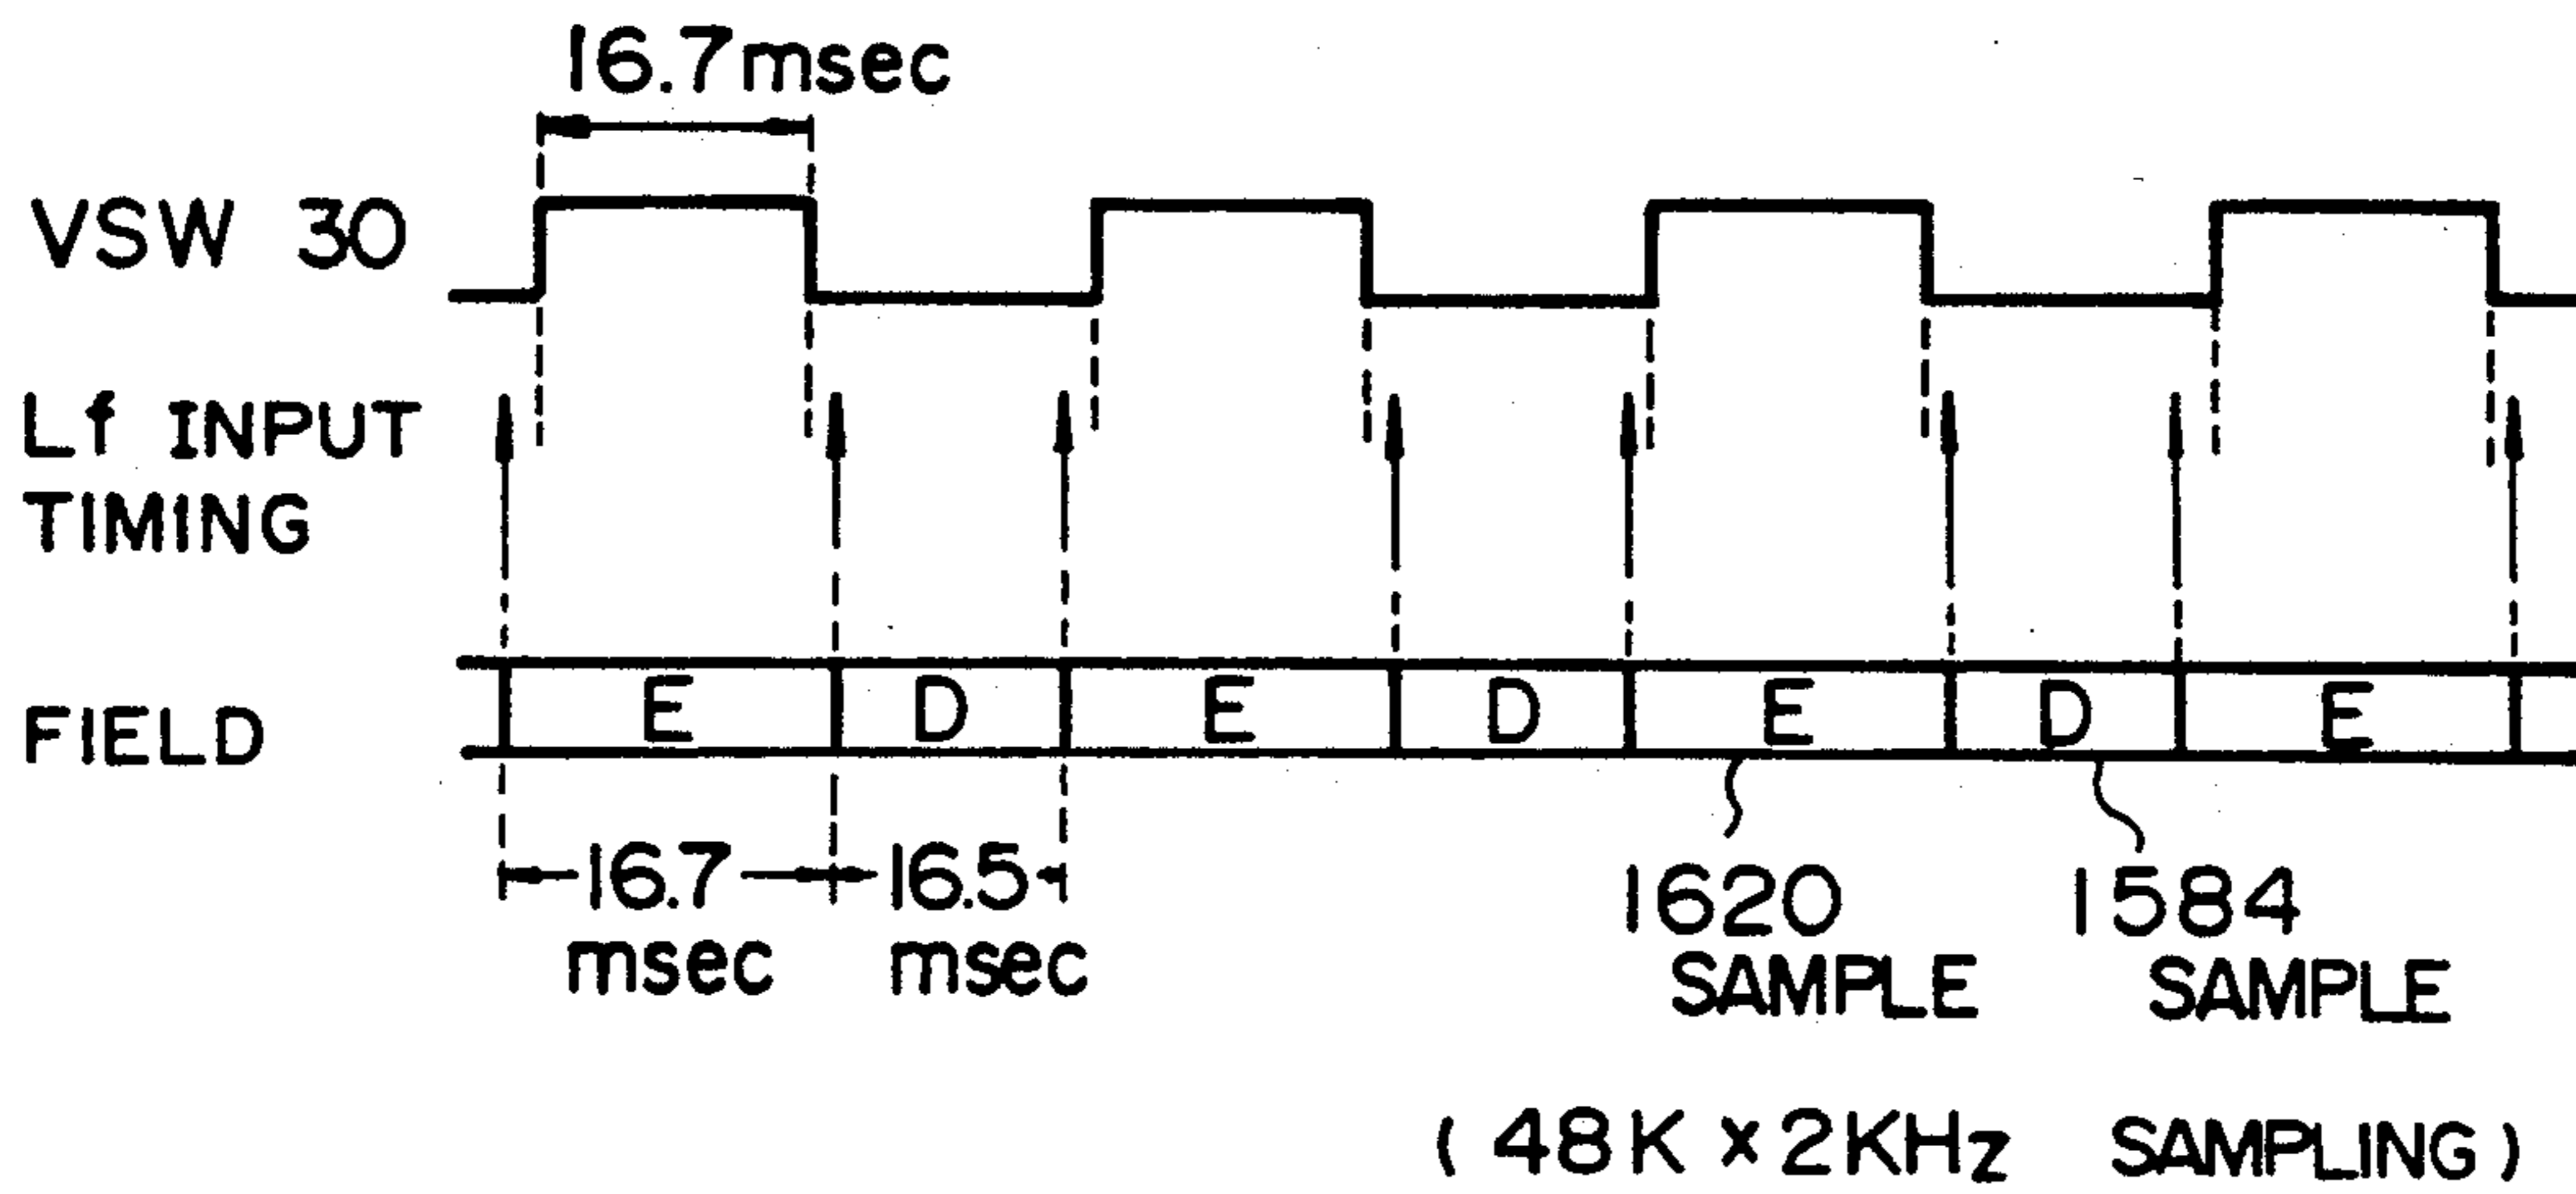 16.7msec
VSW 30
Lf INPUT
TIMING
FIELD E D E D E D E
16.7 16.5
msec msec
1620 1584
SAMPLE SAMPLE
( 48K ×2KHz SAMPLING)